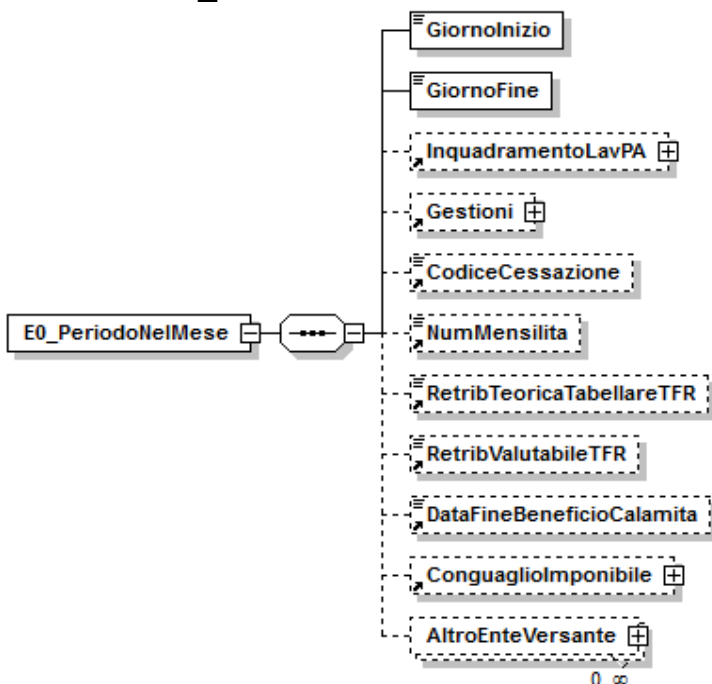 GiornoInizio
GiornoFine
InquadramentoLavPA
Gestioni
CodiceCessazione
E0_PeriodoNelMese
NumMensilita
RetribTeoricaTabellareTFR
RetribValutabileTFR
DataFineBeneficioCalamita
ConguaglioImponibile
AltroEnteVersante
0..∞